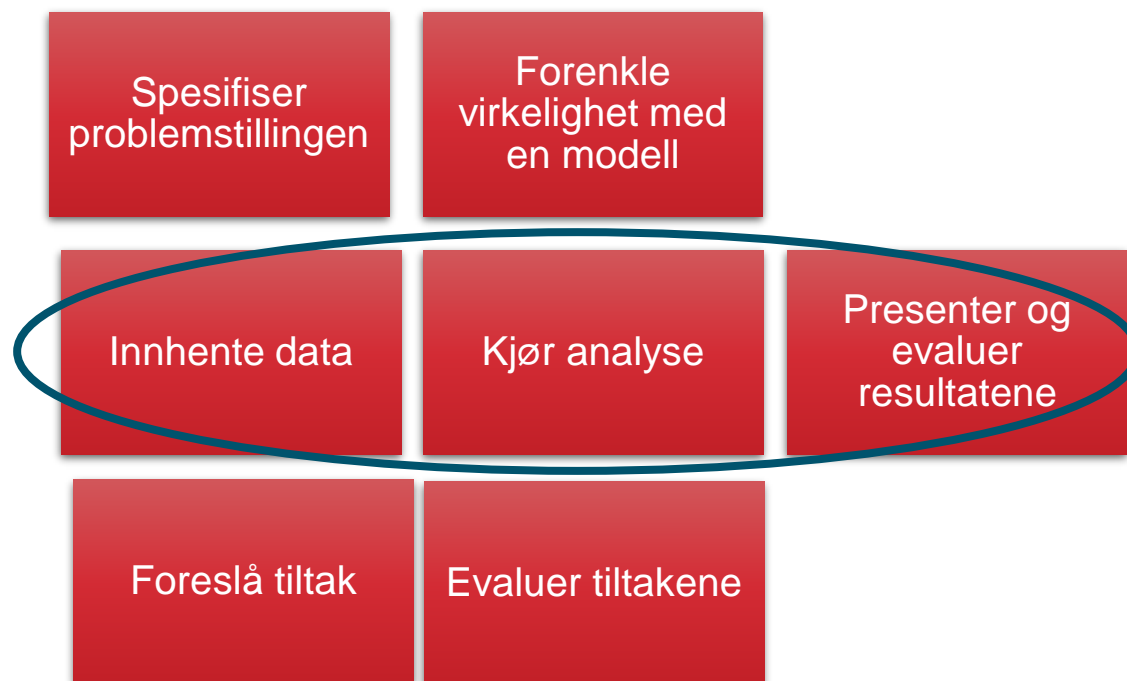 Spesifiser
problemstillingen
Forenkle
virkelighet med
en modell
Innhente data
Kjør analyse
Presenter og
evaluer
resultatene
Foreslå tiltak
Evaluer tiltakene